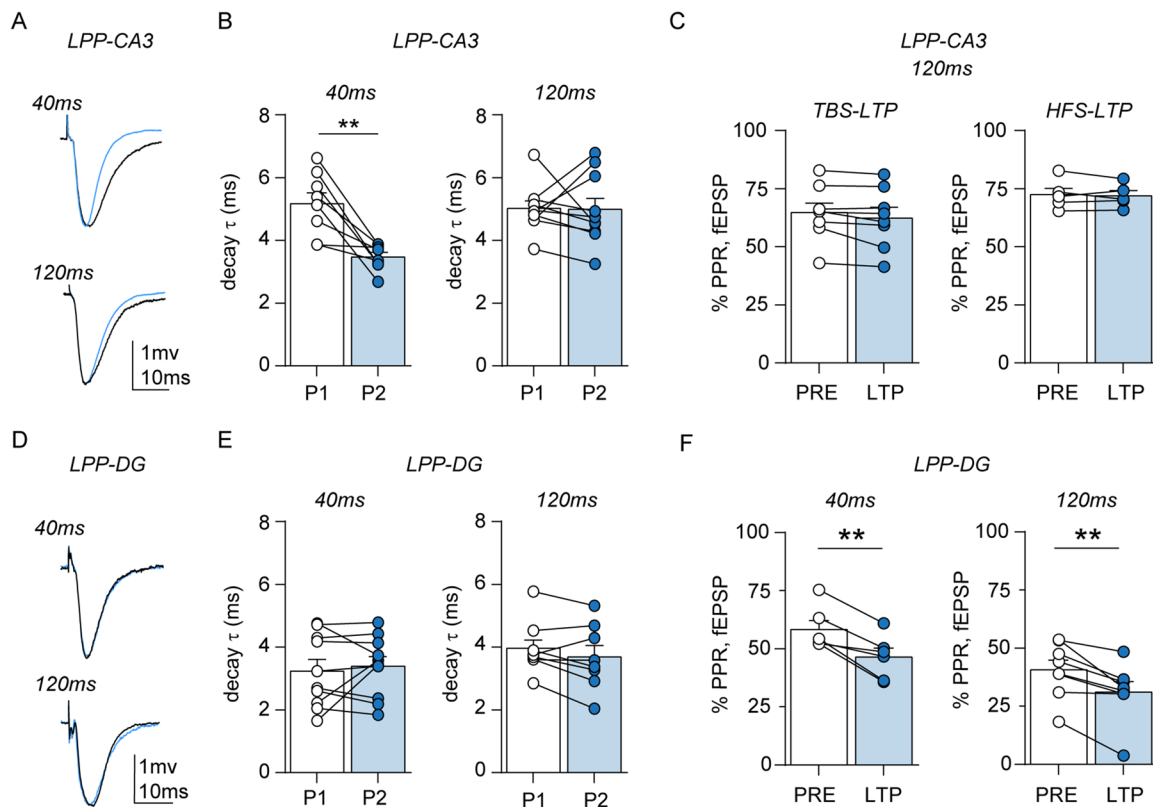 A
LPP-CA3
40ms
120ms
1mv
10ms
B
LPP-CA3
40ms
**
8
6
4
2
0
decay τ (ms)
P1 P2
120ms
8
6
4
2
0
decay τ (ms)
P1 P2
C
LPP-CA3
120ms
TBS-LTP
100
75
50
25
0
% PPR, fEPSP
PRE LTP
HFS-LTP
100
75
50
25
0
% PPR, fEPSP
PRE LTP
D
LPP-DG
40ms
120ms
1mv
10ms
E
LPP-DG
40ms
8
6
4
2
0
decay τ (ms)
P1 P2
120ms
8
6
4
2
0
decay τ (ms)
P1 P2
F
LPP-DG
40ms
**
100
75
50
25
0
% PPR, fEPSP
PRE LTP
120ms
**
100
75
50
25
0
% PPR, fEPSP
PRE LTP